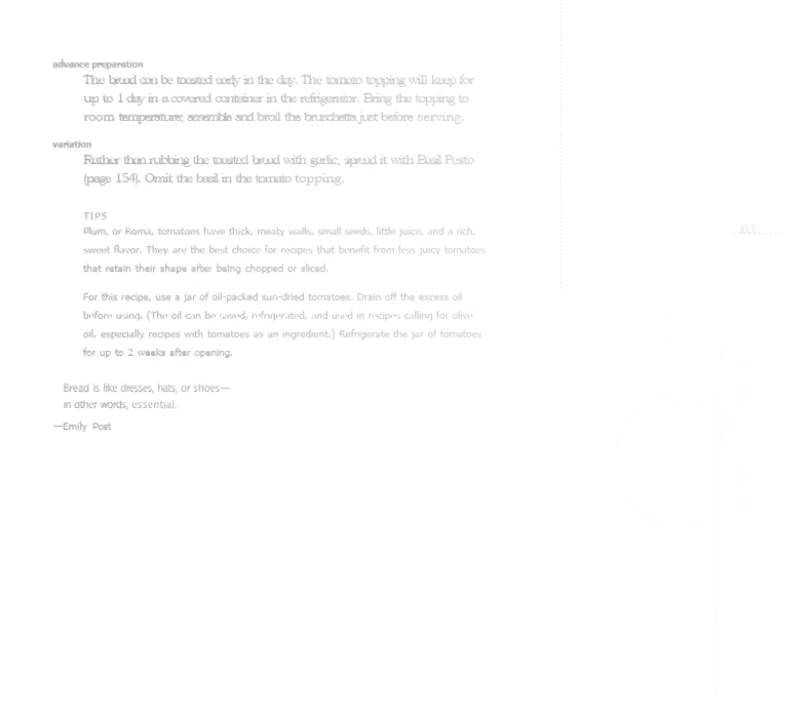 advance preparation
The bread can be toasted early in the day. The tomato topping will keep for
up to 1 day in a covered container in the refrigerator. Bring the topping to
room temperature; assemble and broil the bruschetta just before serving.
variation
Rather than rubbing the toasted bread with garlic, spread it with Basil Pesto
(page 154). Omit the basil in the tomato topping.
TIPS
Plum, or Roma, tomatoes have thick, meaty walls, small seeds, little juice, and a rich,
sweet flavor. They are the best choice for recipes that benefit from less juicy tomatoes
that retain their shape after being chopped or sliced.
For this recipe, use a jar of oil-packed sun-dried tomatoes. Drain off the excess oil
before using. (The oil can be saved, refrigerated, and used in recipes calling for olive
oil, especially recipes with tomatoes as an ingredient.) Refrigerate the jar of tomatoes
for up to 2 weeks after opening.
Bread is like dresses, hats, or shoes—
in other words, essential.
—Emily Post